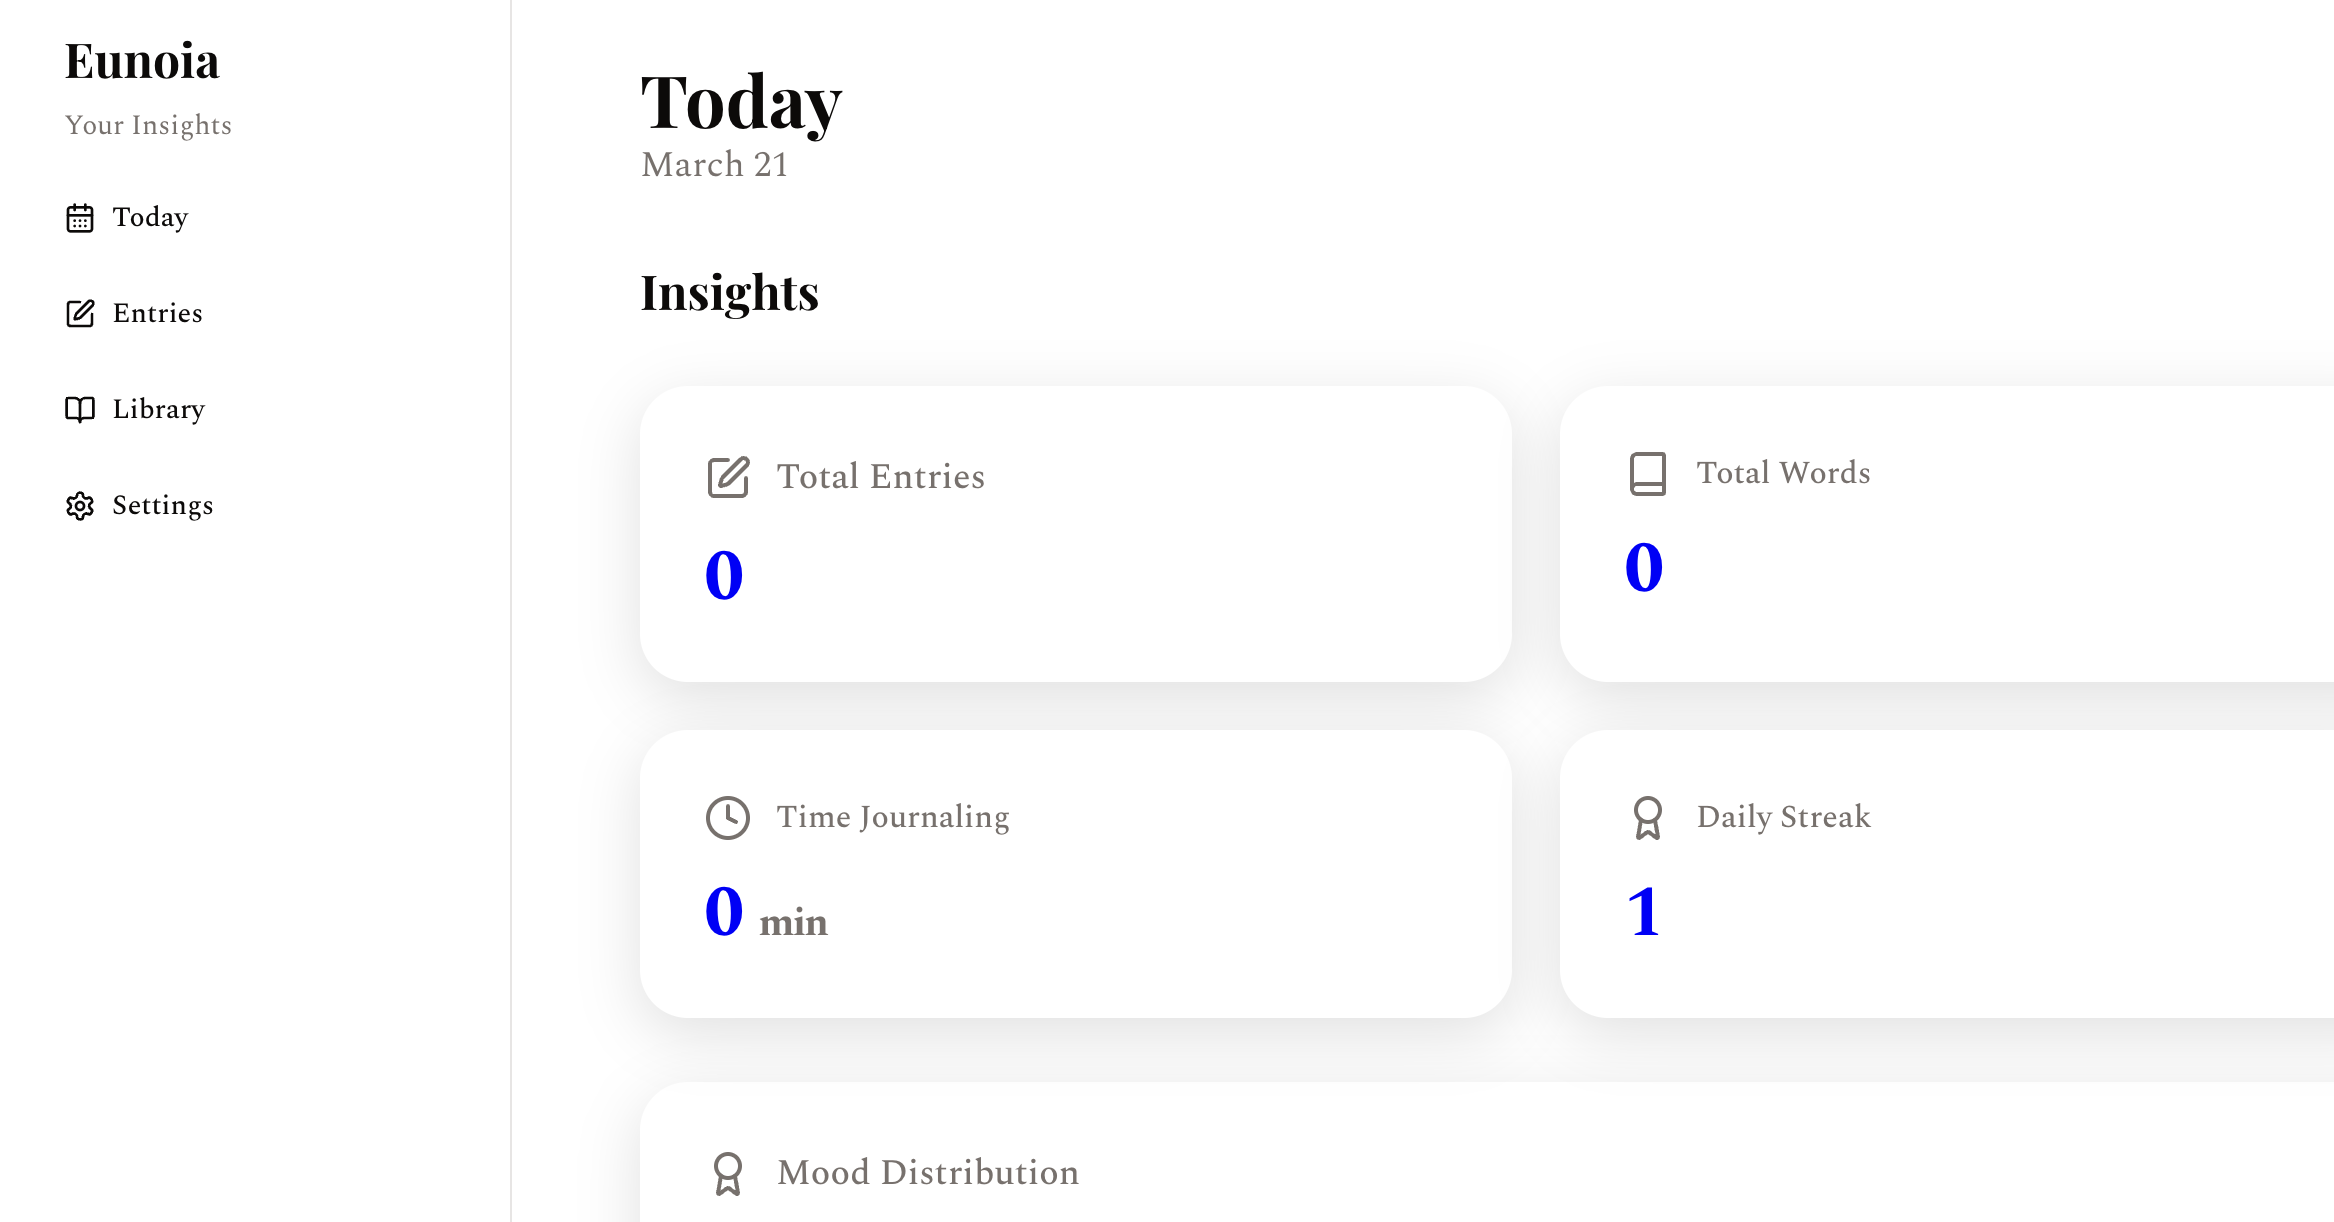 Eunoia
Your Insights
Today
Entries
Library
Settings
Today
March 21
Insights
Total Entries
0
Total Words
0
Time Journaling
0 min
Daily Streak
1
Mood Distribution